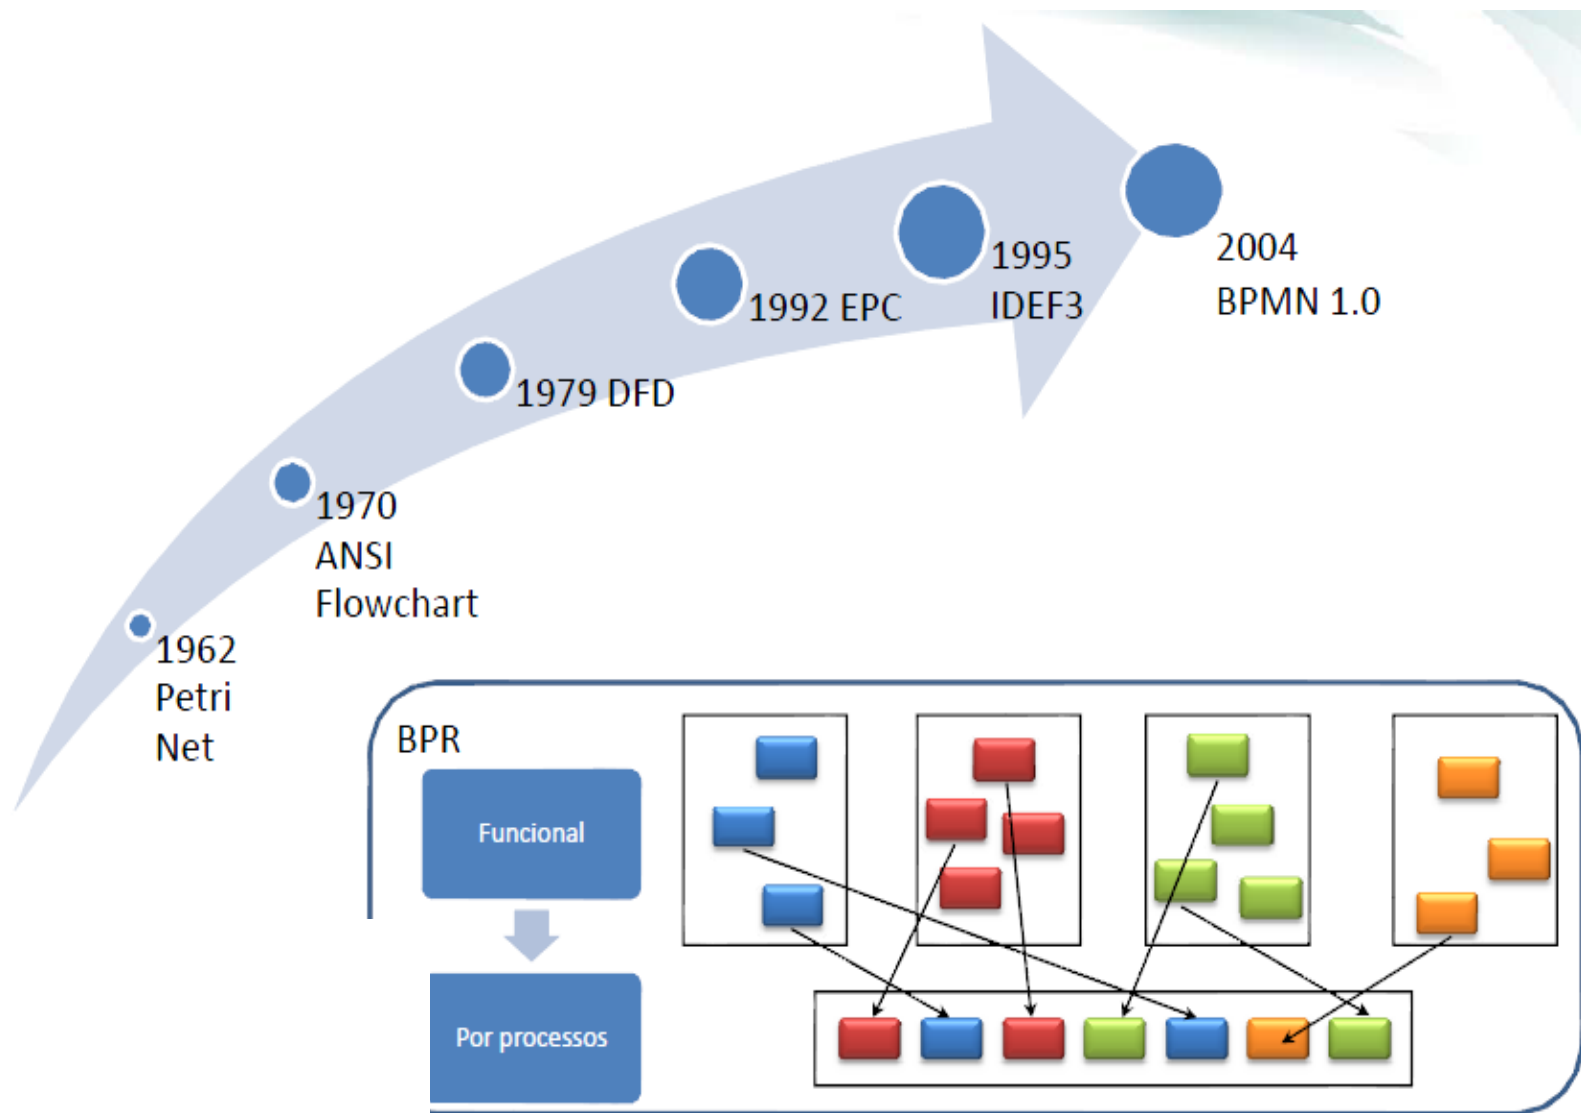 1962
Petri
Net
1970
ANSI
Flowchart
1979 DFD
1992 EPC
1995
IDEF3
2004
BPMN 1.0
BPR
Funcional
Por processos